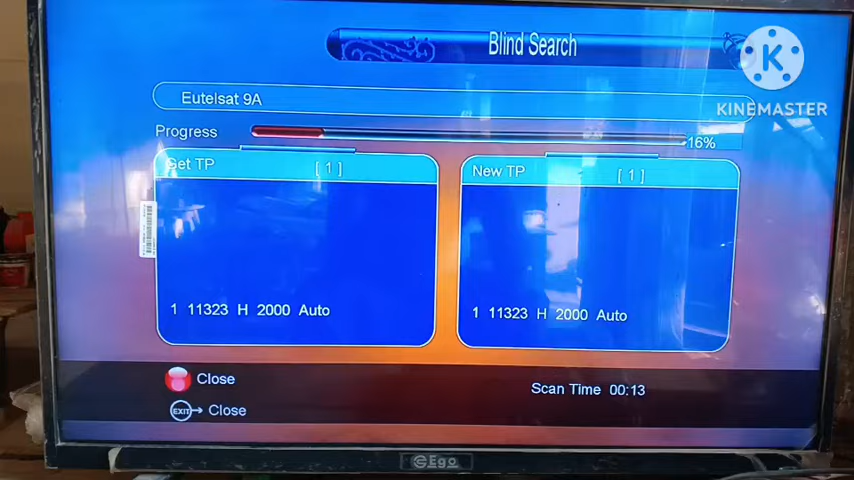 Blind Search
KINEMASTER
Eutelsat 9A
Progress
16%
Get TP [ 1 ]
New TP [ 1 ]
1 11323 H 2000 Auto
1 11323 H 2000 Auto
Close
Scan Time 00:13
EXIT Close
Ego